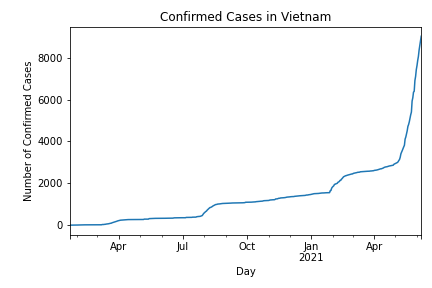 Confirmed Cases in Vietnam
Number of Confirmed Cases
8000
6000
4000
2000
0
Apr
Jul
Oct
Jan
2021
Apr
Day